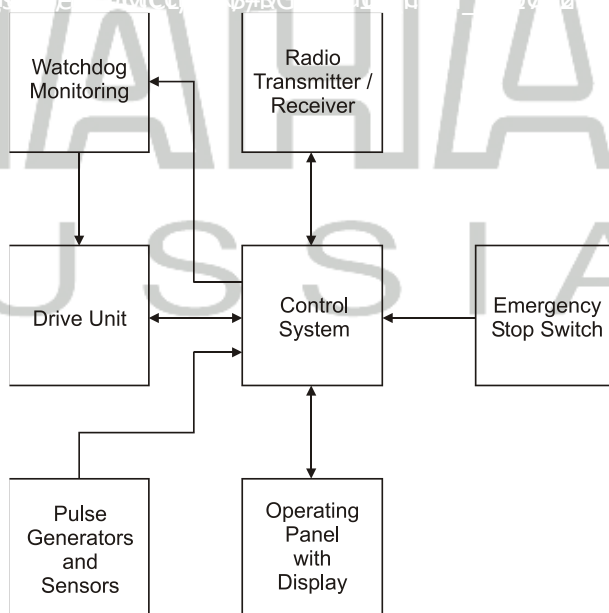 Watchdog
Monitoring
Radio
Transmitter /
Receiver
Drive Unit
Control
System
Emergency
Stop Switch
Pulse
Generators
and
Sensors
Operating
Panel
with
Display